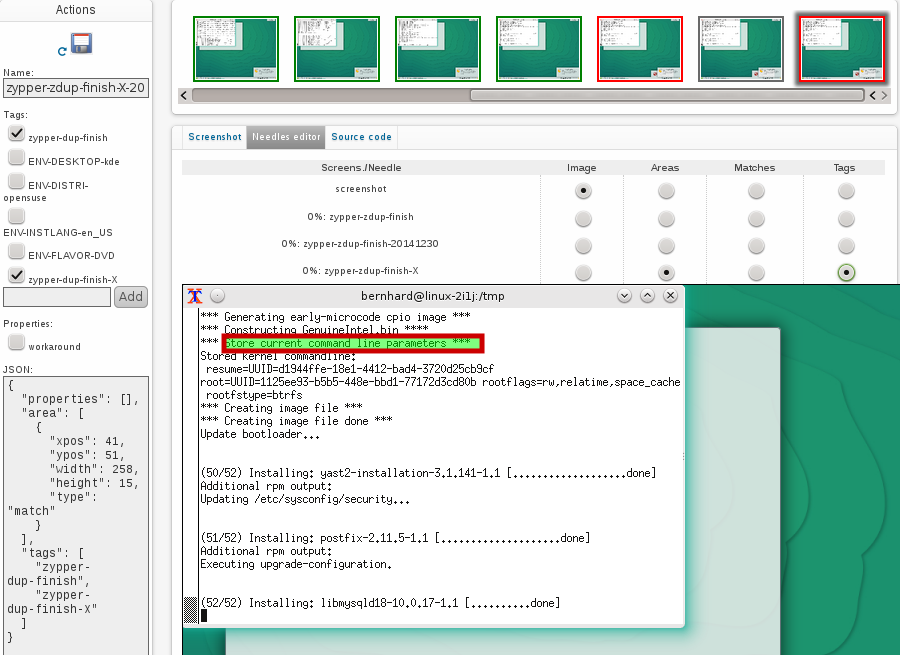 Actions
Name:
zypper-zdup-finish-X-20
Tags:
zypper-dup-finish
ENV-DESKTOP-kde
ENV-DISTRI-
opensuse
ENV-INSTLANG-en_US
ENV-FLAVOR-DVD
zypper-zdup-finish-X
Add
Properties:
workaround
JSON:
{
"properties": [],
"area": [
{
"xpos": 41,
"ypos": 51,
"width": 258,
"height": 15,
"type":
"match"
}
],
"tags": [
"zypper-
dup-finish",
"zypper-
dup-finish-X"
]
}
Screenshot Needles editor Source code
Screens./Needle Image Areas Matches Tags
screenshot
0%: zypper-zdup-finish
0%: zypper-zdup-finish-20141230
0%: zypper-zdup-finish-X
bernhard@linux-2i1j:/tmp
*** Generating early-microcode cpio image ***
*** Constructing GenuineIntel.bin ****
*** Store current command line parameters ***
Stored kernel commandline:
resume=UUID=d1944ffe-18e1-4412-bad4-3720d25cb9cf
root=UUID=1125ee93-b5b5-448e-bbd1-77172d3cd80b rootflags=rw,relatime,space_cache
rootfstype=btrfs
*** Creating image file ***
*** Creating image file done ***
Update bootloader...
(50/52) Installing: yast2-installation-3.1.141-1.1 [...................done]
Additional rpm output:
Updating /etc/sysconfig/security...
(51/52) Installing: postfix-2.11.5-1.1 [....................done]
Additional rpm output:
Executing upgrade-configuration.
(52/52) Installing: libmysqld18-10.0.17-1.1 [..........done]